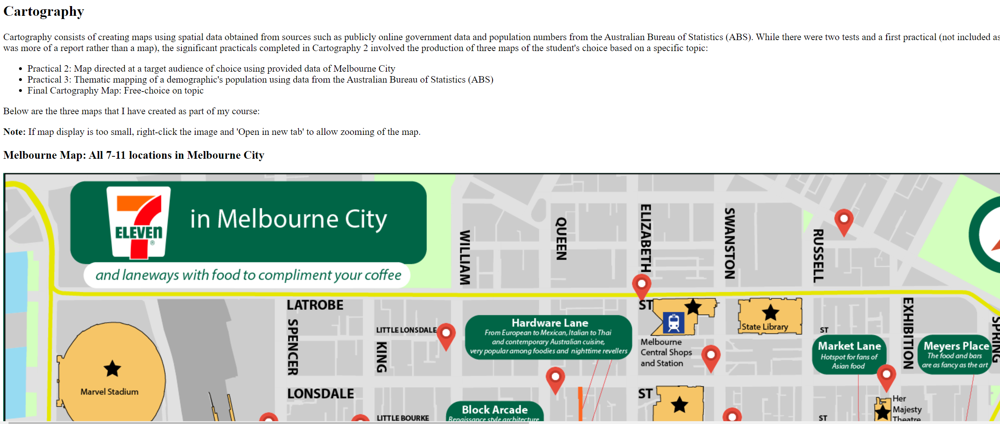 Cartography
Cartography consists of creating maps using spatial data obtained from sources such as publicly online government data and population numbers from the Australian Bureau of Statistics (ABS). While there were two tests and a first practical (not included as
was more of a report rather than a map), the significant practicals completed in Cartography 2 involved the production of three maps of the student's choice based on a specific topic:
• Practical 2: Map directed at a target audience of choice using provided data of Melbourne City
• Practical 3: Thematic mapping of a demographic's population using data from the Australian Bureau of Statistics (ABS)
• Final Cartography Map: Free-choice on topic
Below are the three maps that I have created as part of my course:
Note: If map display is too small, right-click the image and 'Open in new tab' to allow zooming of the map.
Melbourne Map: All 7-11 locations in Melbourne City
7
ELEVEn
®
in Melbourne City
and laneways with food to compliment your coffee
WILLIAM
QUEEN
ELIZABETH
SWANSTON
RUSSELL
LATROBE
ST
SPENCER
LITTLE LONSDALE
KING
Hardware Lane
From European to Mexican, Italian to Thai
and contemporary Australian cuisine,
very popular among foodies and nighttime revellers
Melbourne
Central Shops
and Station
State Library
ST
EXHIBITION
SPRING
Market Lane
Hotspot for fans of
Asian food
Meyers Place
The food and bars
are as fancy as the art
Marvel Stadium
LONSDALE
ST
Block Arcade
Renaissance style architecture
LITTLE BOURKE
ST
Her
Majesty
Theatre